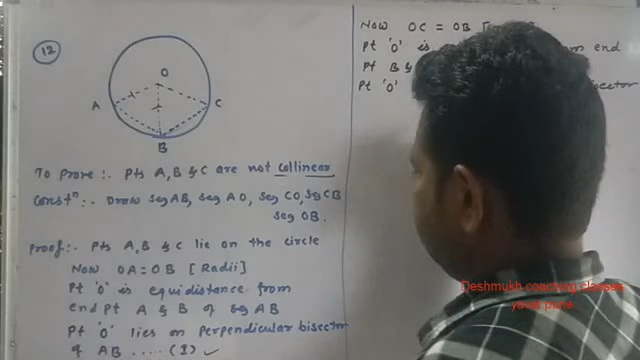 12
O
A
C
B
To Prove :- Pts A, B & C are not collinear
Constⁿ :- Draw seg AB, seg AO, seg CO, seg CB
seg OB.
Proof :- Pts A, B & C lie on the circle
Now OA = OB [Radii]
Pt 'O' is equidistance from
end pt A & B of seg AB
Pt 'O' lies on perpendicular bisector
of AB .... (I)
Now OC = OB [
Pt 'O' is end
Pt B &
Pt 'O'
Deshmukh coaching classes